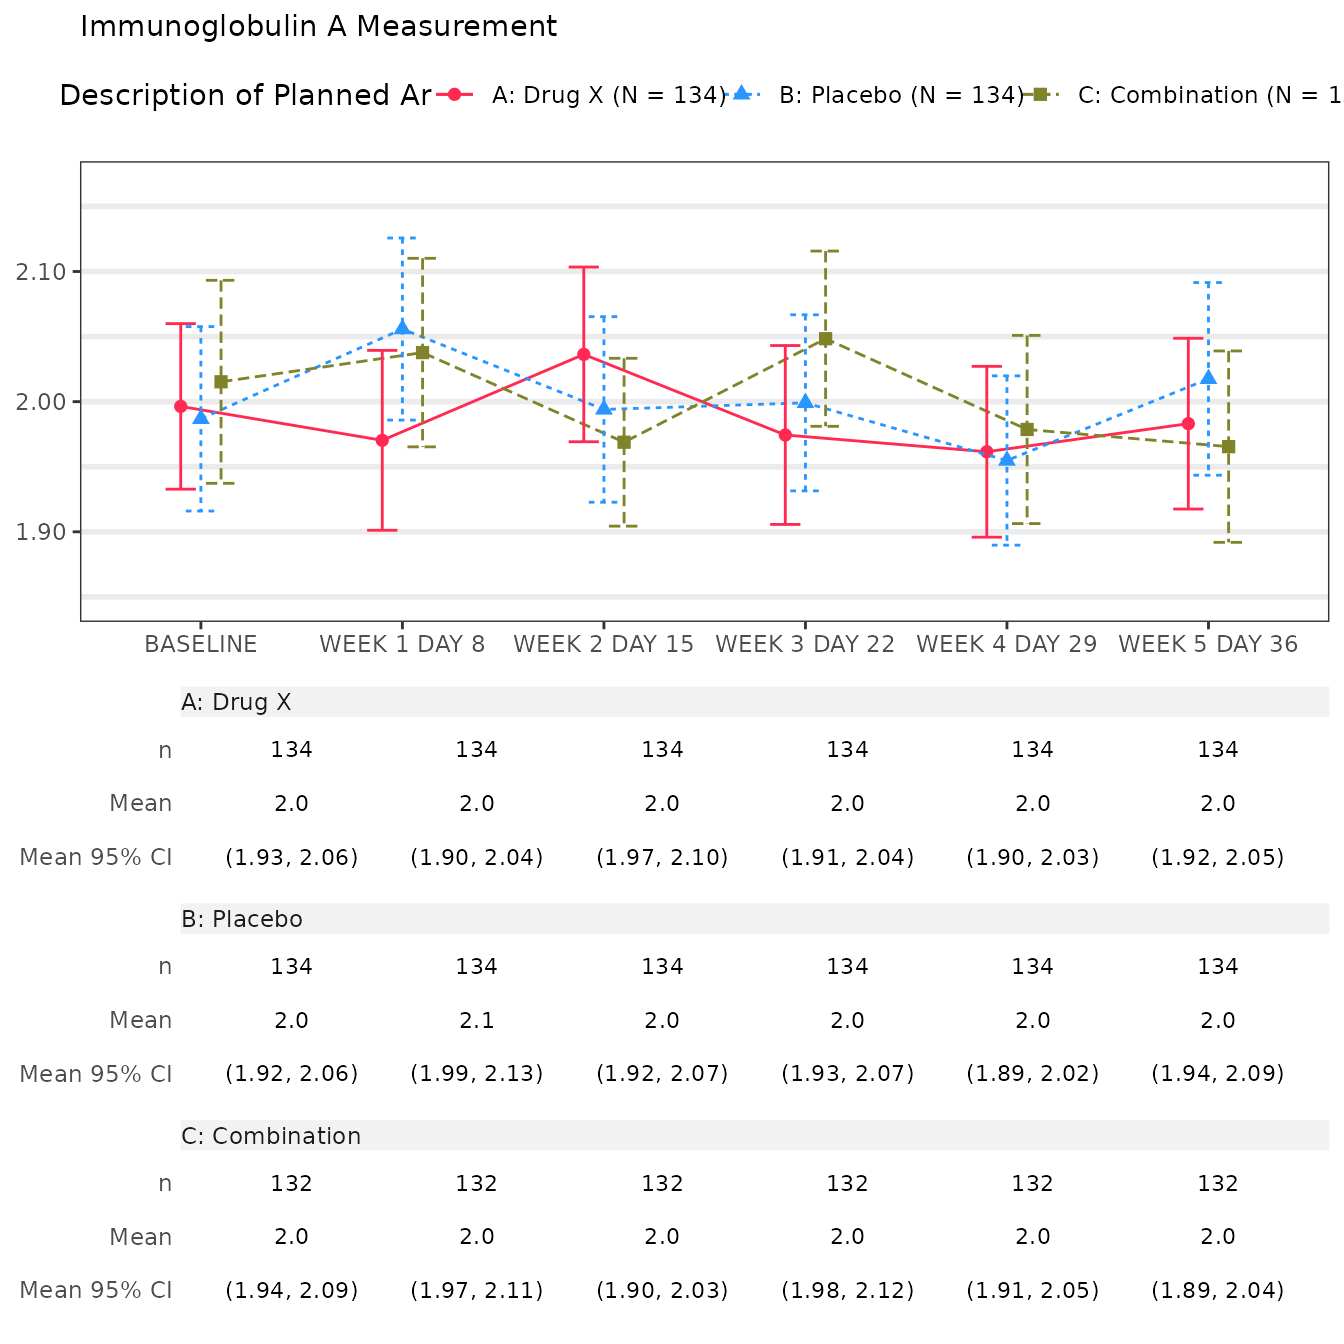 Immunoglobulin A Measurement
Description of Planned Ar A: Drug X (N = 134) B: Placebo (N = 134) C: Combination (N = 1
2.10
2.00
1.90
BASELINE WEEK 1 DAY 8 WEEK 2 DAY 15 WEEK 3 DAY 22 WEEK 4 DAY 29 WEEK 5 DAY 36
A: Drug X
n 134 134 134 134 134 134
Mean 2.0 2.0 2.0 2.0 2.0 2.0
Mean 95% CI (1.93, 2.06) (1.90, 2.04) (1.97, 2.10) (1.91, 2.04) (1.90, 2.03) (1.92, 2.05)
B: Placebo
n 134 134 134 134 134 134
Mean 2.0 2.1 2.0 2.0 2.0 2.0
Mean 95% CI (1.92, 2.06) (1.99, 2.13) (1.92, 2.07) (1.93, 2.07) (1.89, 2.02) (1.94, 2.09)
C: Combination
n 132 132 132 132 132 132
Mean 2.0 2.0 2.0 2.0 2.0 2.0
Mean 95% CI (1.94, 2.09) (1.97, 2.11) (1.90, 2.03) (1.98, 2.12) (1.91, 2.05) (1.89, 2.04)